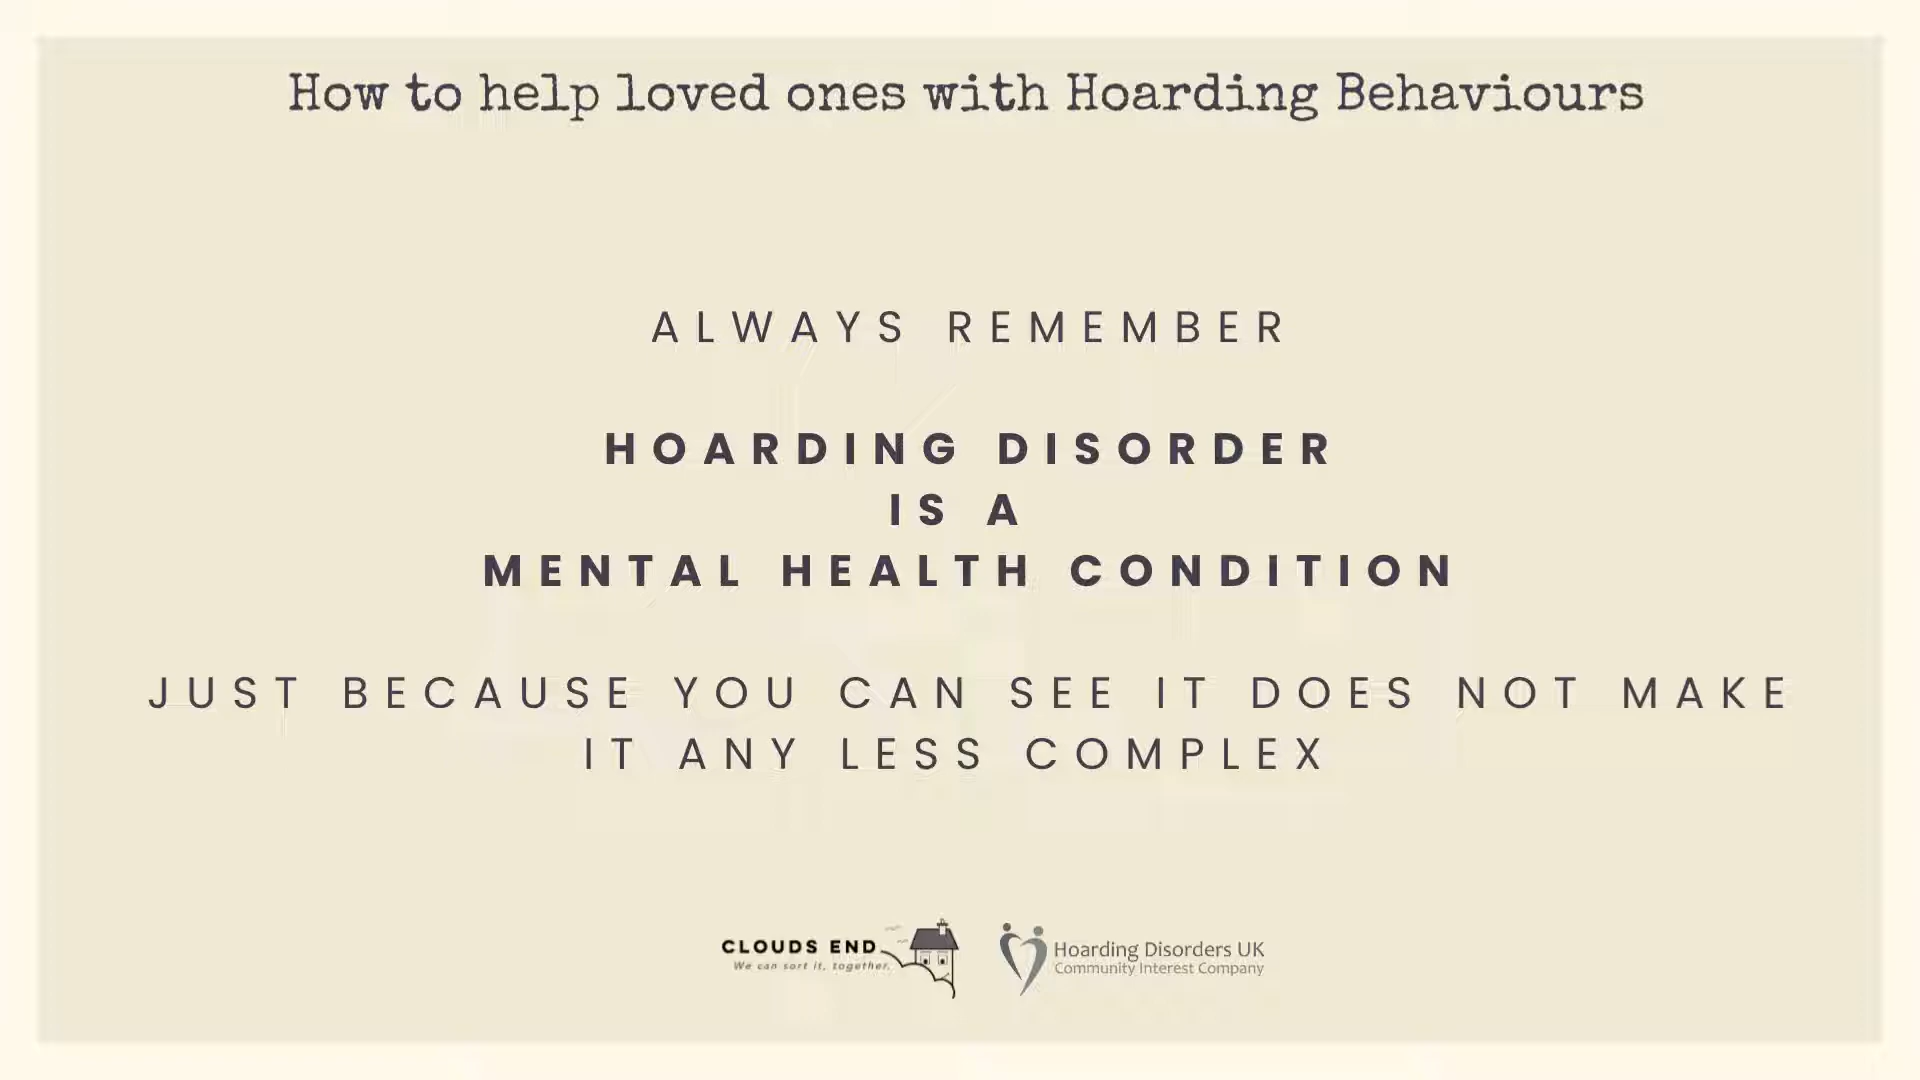 How to help loved ones with Hoarding Behaviours
ALWAYS REMEMBER
HOARDING DISORDER
IS A
MENTAL HEALTH CONDITION
JUST BECAUSE YOU CAN SEE IT DOES NOT MAKE
IT ANY LESS COMPLEX
CLOUDS END
We can sort it, together.
Hoarding Disorders UK
Community Interest Company